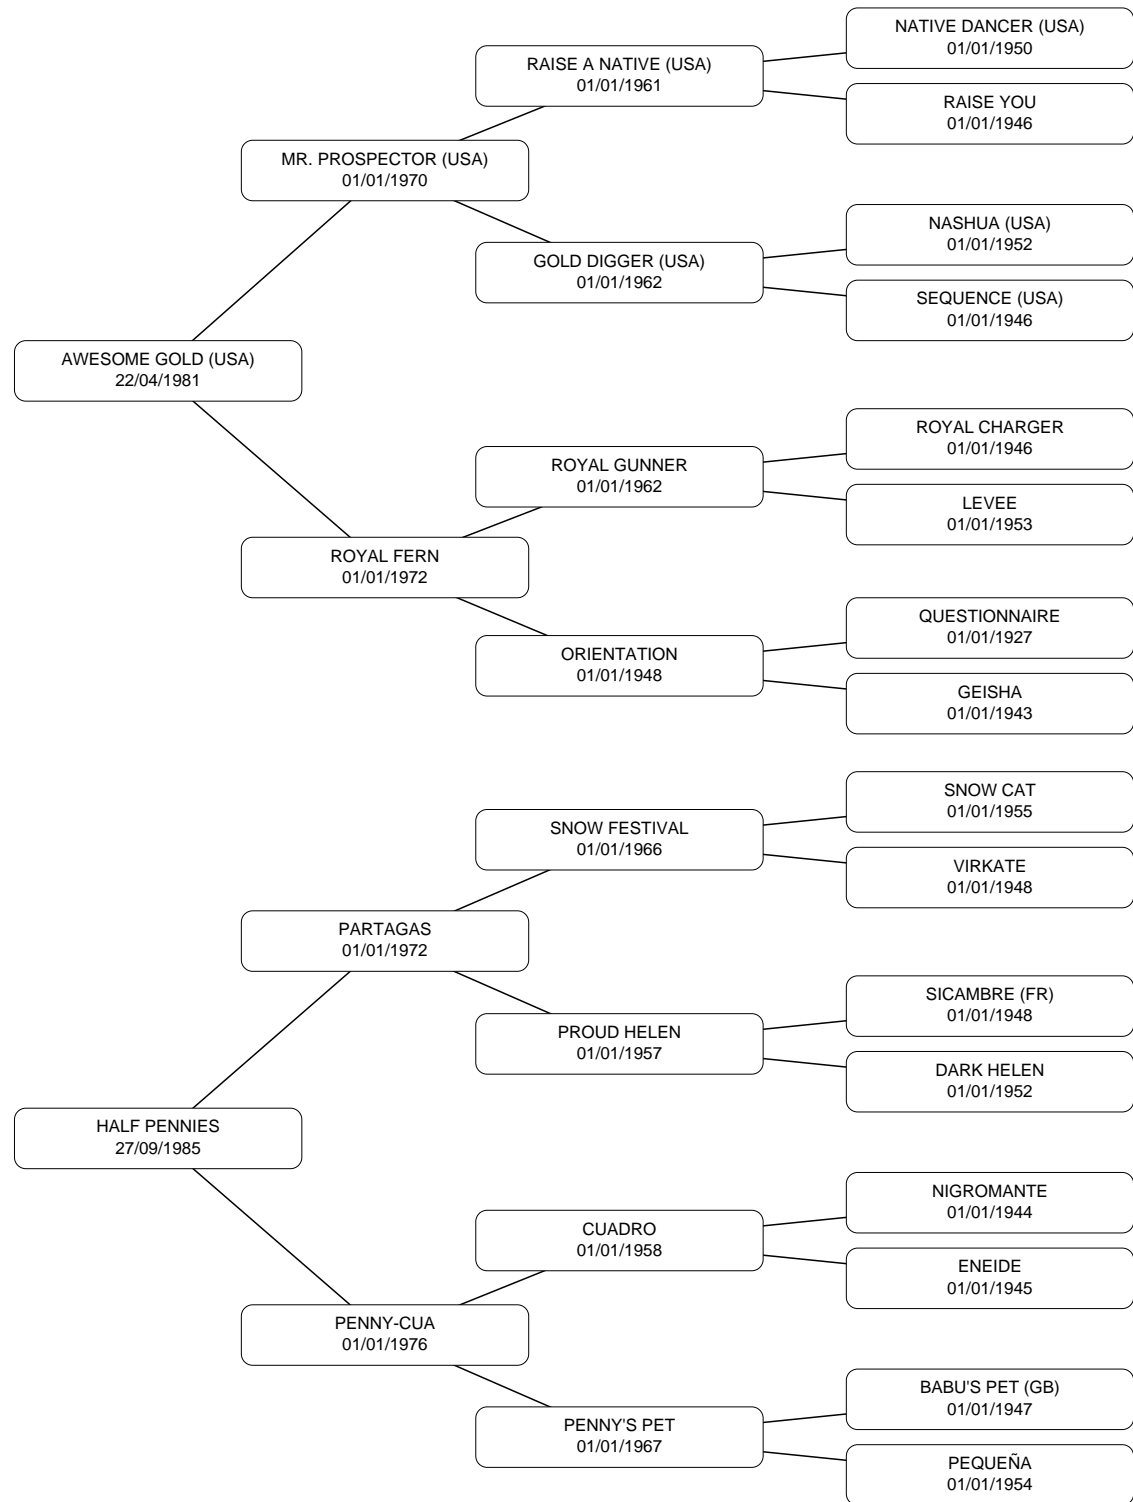 NATIVE DANCER (USA)
01/01/1950
RAISE A NATIVE (USA)
01/01/1961
RAISE YOU
01/01/1946
MR. PROSPECTOR (USA)
01/01/1970
NASHUA (USA)
01/01/1952
GOLD DIGGER (USA)
01/01/1962
SEQUENCE (USA)
01/01/1946
AWESOME GOLD (USA)
22/04/1981
ROYAL CHARGER
01/01/1946
ROYAL GUNNER
01/01/1962
LEVEE
01/01/1953
ROYAL FERN
01/01/1972
QUESTIONNAIRE
01/01/1927
ORIENTATION
01/01/1948
GEISHA
01/01/1943
SNOW CAT
01/01/1955
SNOW FESTIVAL
01/01/1966
VIRKATE
01/01/1948
PARTAGAS
01/01/1972
SICAMBRE (FR)
01/01/1948
PROUD HELEN
01/01/1957
DARK HELEN
01/01/1952
HALF PENNIES
27/09/1985
NIGROMANTE
01/01/1944
CUADRO
01/01/1958
ENEIDE
01/01/1945
PENNY-CUA
01/01/1976
BABU'S PET (GB)
01/01/1947
PENNY'S PET
01/01/1967
PEQUEÑA
01/01/1954